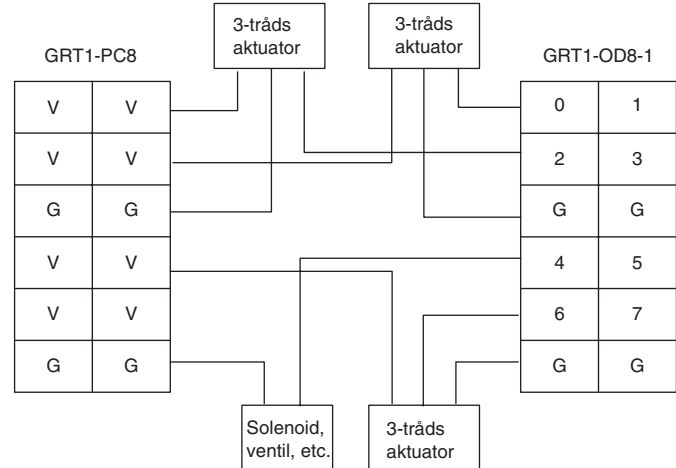 3-tråds
aktuator
3-tråds
aktuator
GRT1-PC8
GRT1-OD8-1
V V
0 1
V V
2 3
G G
G G
V V
4 5
V V
6 7
G G
G G
Solenoid,
ventil, etc.
3-tråds
aktuator